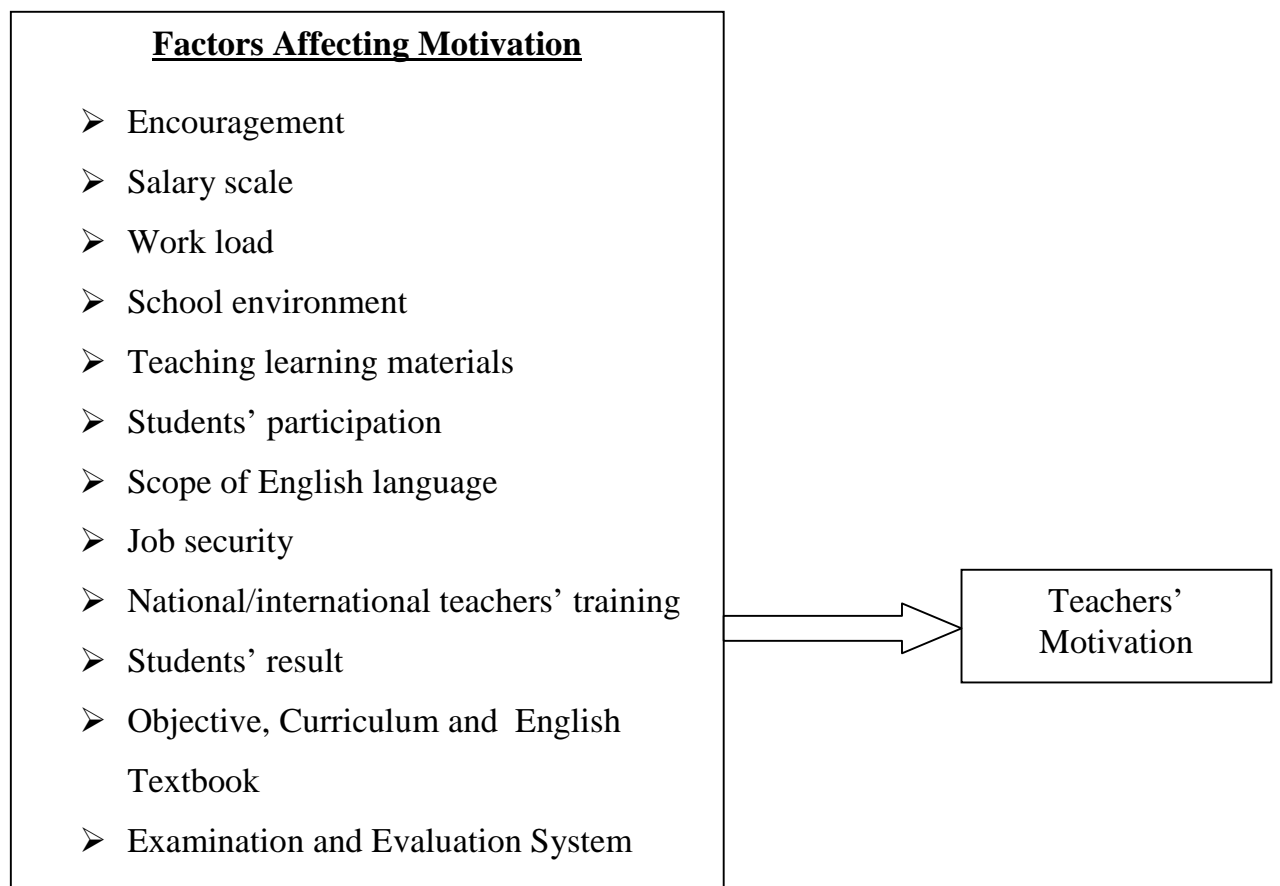 Factors Affecting Motivation
➢ Encouragement
➢ Salary scale
➢ Work load
➢ School environment
➢ Teaching learning materials
➢ Students’ participation
➢ Scope of English language
➢ Job security
➢ National/international teachers’ training
➢ Students’ result
➢ Objective, Curriculum and English
Textbook
➢ Examination and Evaluation System
Teachers’
Motivation